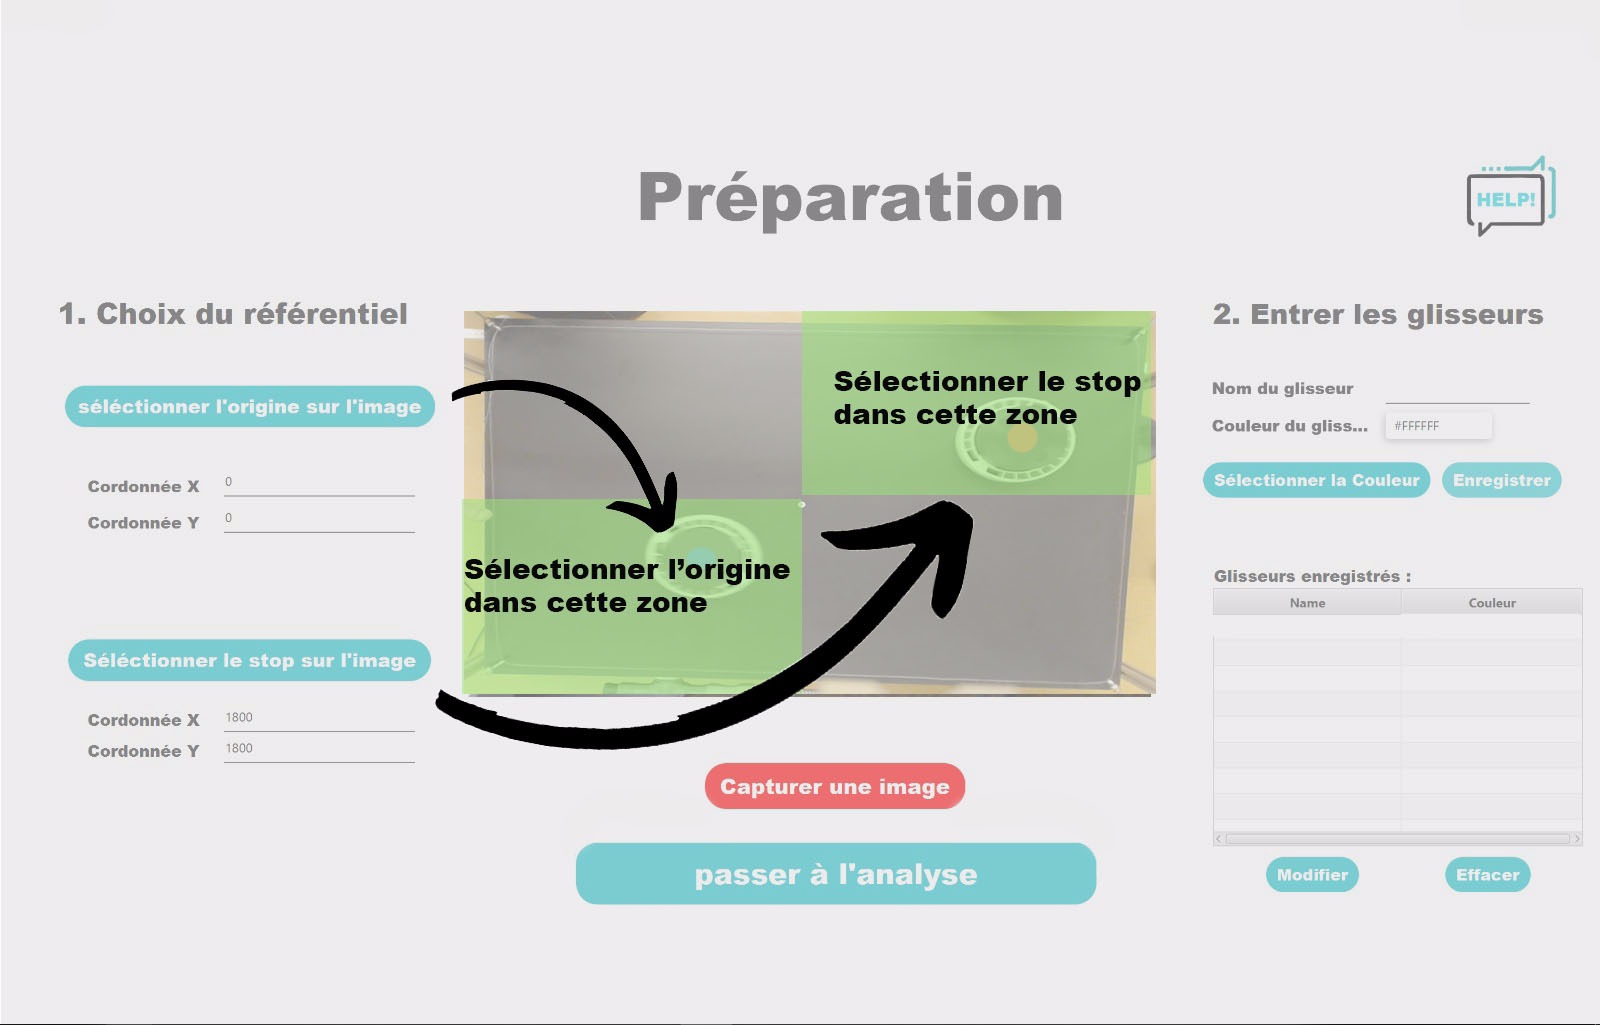 Préparation
HELP!
1. Choix du référentiel
séléctionner l'origine sur l'image
Cordonnée X
0
Cordonnée Y
0
Séléctionner le stop sur l'image
Cordonnée X
1800
Cordonnée Y
1800
Sélectionner le stop
dans cette zone
Sélectionner l’origine
dans cette zone
Capturer une image
passer à l'analyse
2. Entrer les glisseurs
Nom du glisseur
Couleur du gliss...
#FFFFFF
Sélectionner la Couleur
Enregistrer
Glisseurs enregistrés :
Name
Couleur
Modifier
Effacer